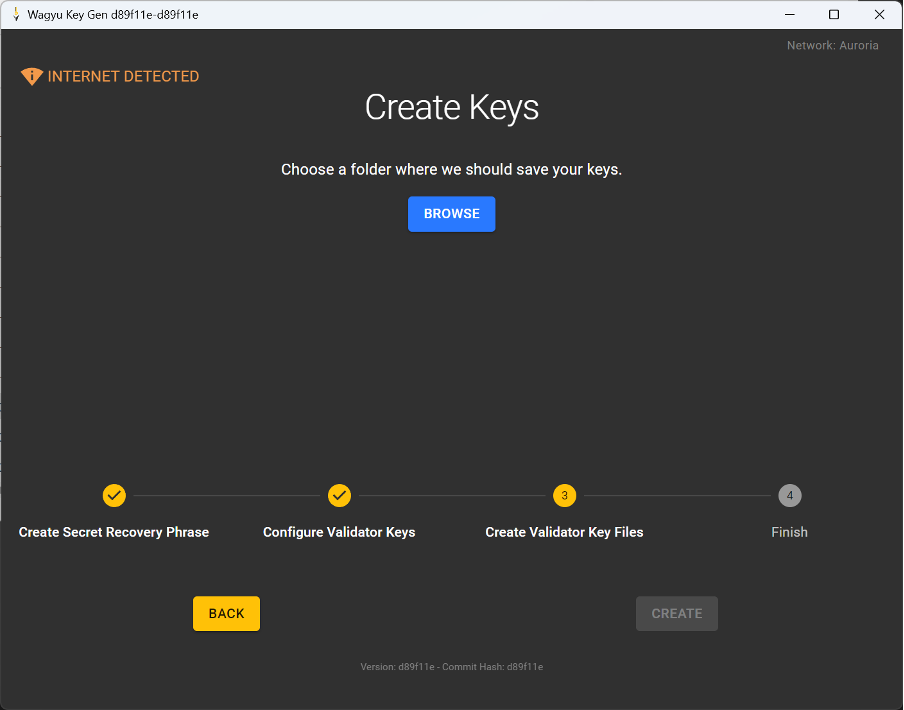 Wagyu Key Gen d89f11e-d89f11e
Network: Auroria
INTERNET DETECTED
Create Keys
Choose a folder where we should save your keys.
BROWSE
3
4
Create Secret Recovery Phrase
Configure Validator Keys
Create Validator Key Files
Finish
BACK
CREATE
Version: d89f11e - Commit Hash: d89f11e